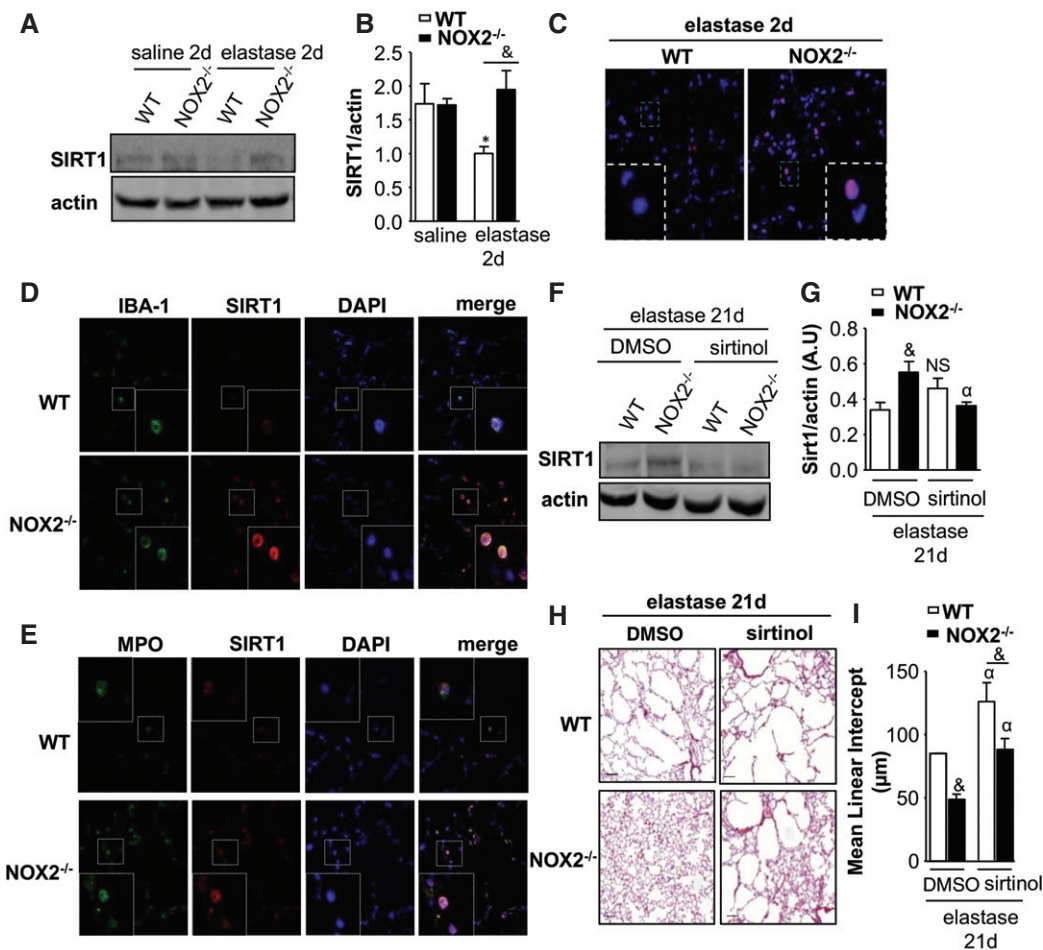 A
saline 2d elastase 2d
WT NOX2-/- WT NOX2-/-
SIRT1
actin
B
WT
NOX2-/-
SIRT1/actin
2.5
2.0
1.5
1.0
0.5
0.0
&
*
saline elastase
2d
C
elastase 2d
WT NOX2-/-
D
IBA-1 SIRT1 DAPI merge
WT
NOX2-/-
E
MPO SIRT1 DAPI merge
WT
NOX2-/-
F
elastase 21d
DMSO sirtinol
WT NOX2-/- WT NOX2-/-
SIRT1
actin
G
WT
NOX2-/-
Sirt1/actin (A.U)
0.8
0.6
0.4
0.2
0.0
& NS α
DMSO sirtinol
elastase
21d
H
elastase 21d
DMSO sirtinol
WT
NOX2-/-
I
WT
NOX2-/-
Mean Linear Intercept
(µm)
150
100
50
0
&
α
α
&
DMSO sirtinol
elastase
21d